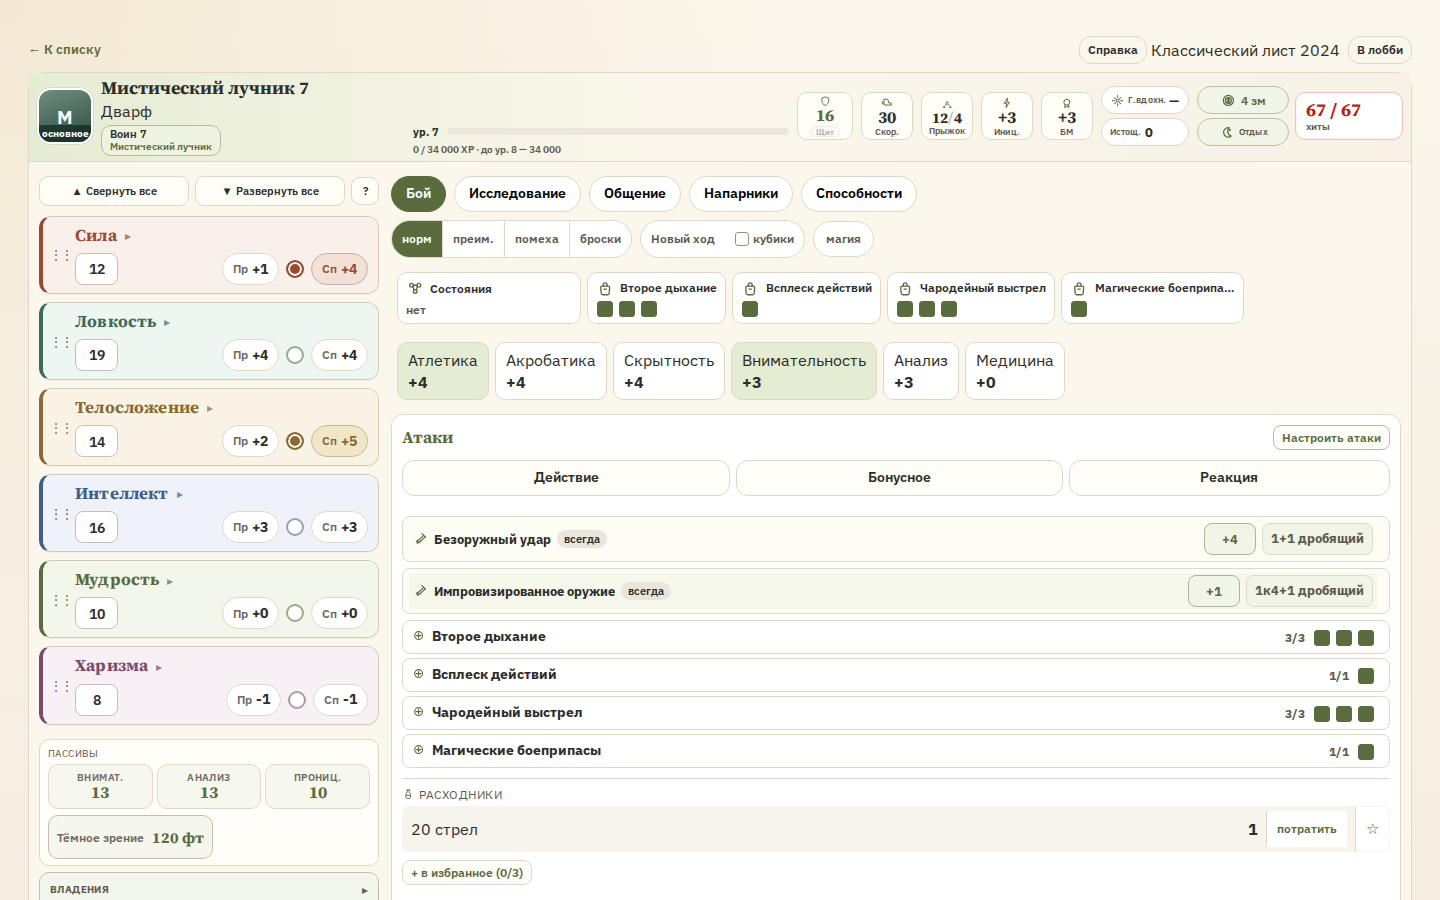 ← К списку
Справка Классический лист 2024 В лобби
М
основное
Мистический лучник 7
Дварф
Воин 7
Мистический лучник
ур. 7
0 / 34 000 XP · до ур. 8 — 34 000
16
Щит
30
Скор.
12/4
Прыжок
+3
Иниц.
+3
БМ
Г.вдохн. —
Истощ. 0
4 зм
Отдых
67 / 67
хиты
▲ Свернуть все ▼ Развернуть все ?
Сила ▸
12 Пр +1 Сп +4
Ловкость ▸
19 Пр +4 Сп +4
Телосложение ▸
14 Пр +2 Сп +5
Интеллект ▸
16 Пр +3 Сп +3
Мудрость ▸
10 Пр +0 Сп +0
Харизма ▸
8 Пр -1 Сп -1
ПАССИВЫ
ВНИМАТ.
13
АНАЛИЗ
13
ПРОНИЦ.
10
Тёмное зрение 120 фт
ВЛАДЕНИЯ ▸
Бой Исследование Общение Напарники Способности
норм преим. помеха броски Новый ход кубики магия
Состояния
нет
Второе дыхание
Всплеск действий
Чародейный выстрел
Магические боеприпа...
Атлетика
+4
Акробатика
+4
Скрытность
+4
Внимательность
+3
Анализ
+3
Медицина
+0
Атаки Настроить атаки
Действие Бонусное Реакция
Безоружный удар всегда +4 1+1 дробящий
Импровизированное оружие всегда +1 1к4+1 дробящий
Второе дыхание 3/3
Всплеск действий 1/1
Чародейный выстрел 3/3
Магические боеприпасы 1/1
РАСХОДНИКИ
20 стрел 1 потратить ☆
+ в избранное (0/3)